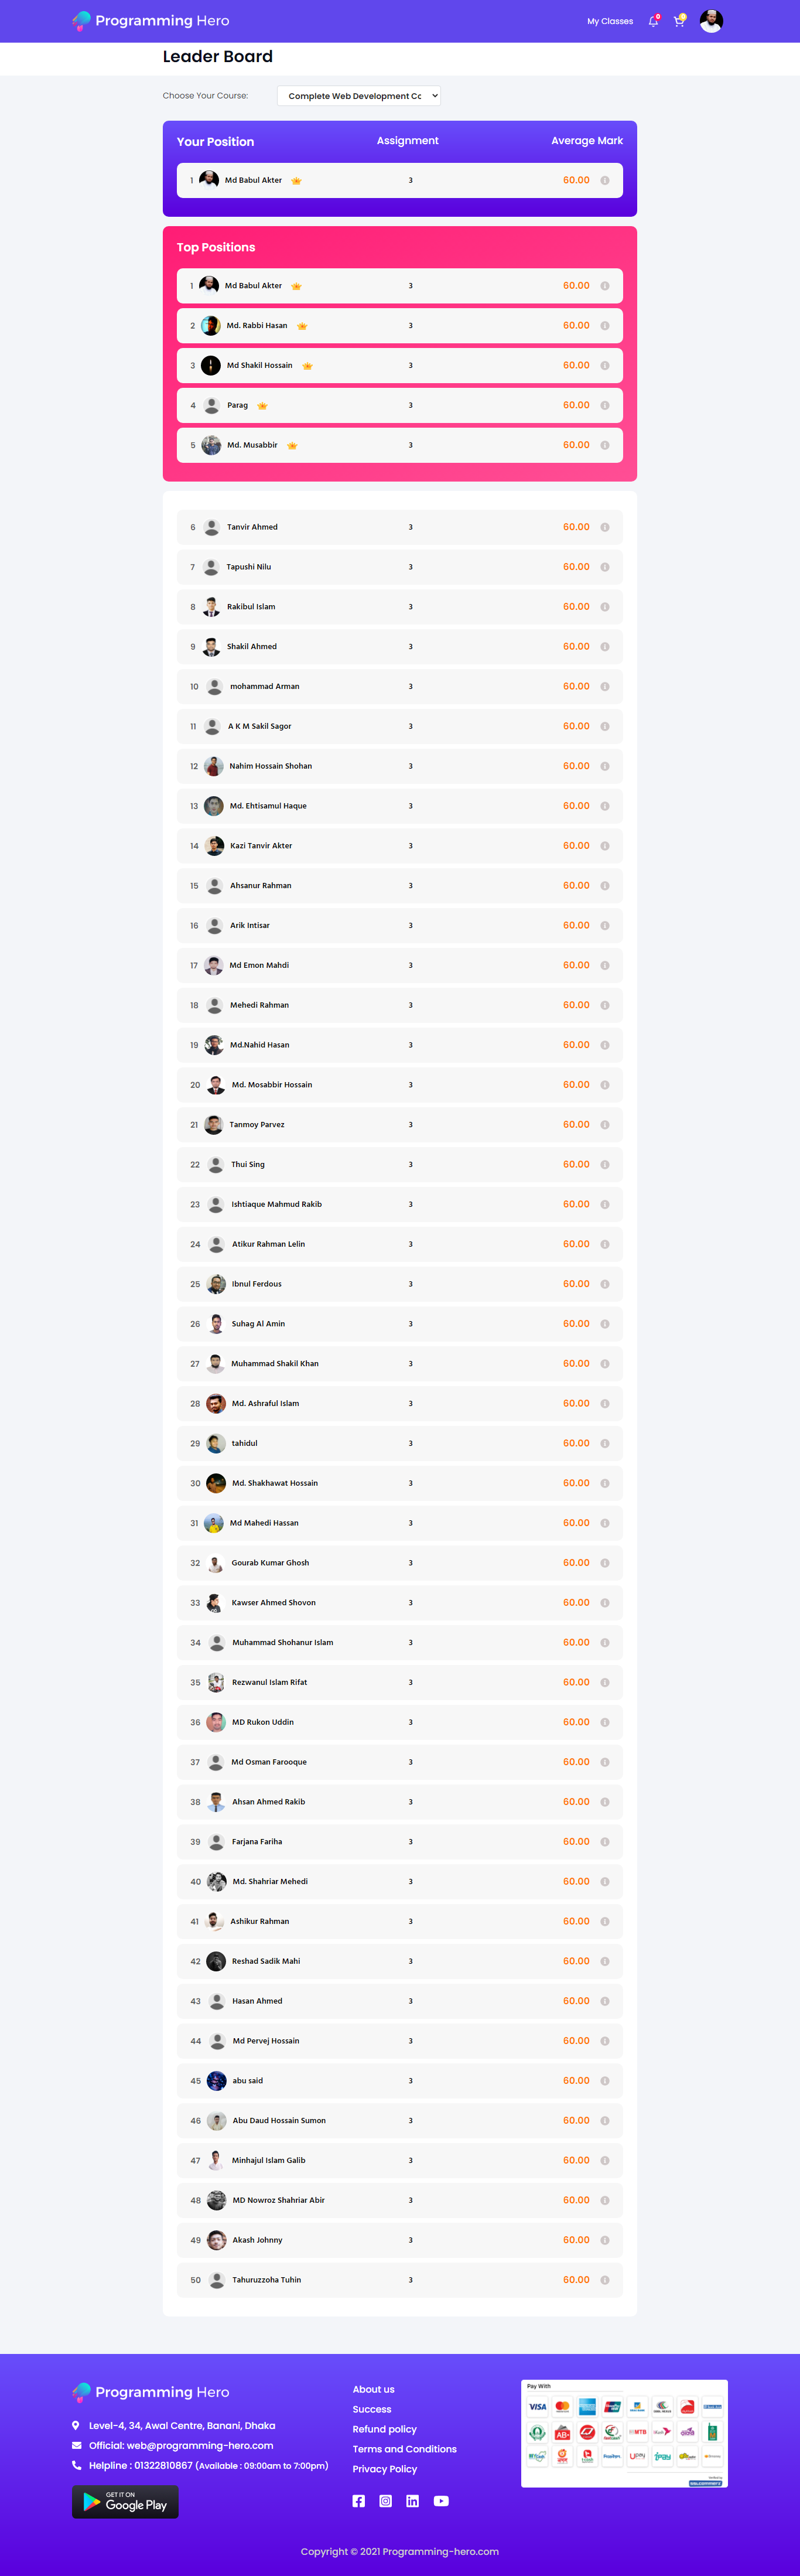 Programming Hero
My Classes
0
Leader Board
Choose Your Course:
Complete Web Development Cc
Your Position
Assignment
Average Mark
1 Md Babul Akter 3 60.00
Top Positions
1 Md Babul Akter 3 60.00
2 Md. Rabbi Hasan 3 60.00
3 Md Shakil Hossain 3 60.00
4 Parag 3 60.00
5 Md. Musabbir 3 60.00
6 Tanvir Ahmed 3 60.00
7 Tapushi Nilu 3 60.00
8 Rakibul Islam 3 60.00
9 Shakil Ahmed 3 60.00
10 mohammad Arman 3 60.00
11 A K M Sakil Sagor 3 60.00
12 Nahim Hossain Shohan 3 60.00
13 Md. Ehtisamul Haque 3 60.00
14 Kazi Tanvir Akter 3 60.00
15 Ahsanur Rahman 3 60.00
16 Arik Intisar 3 60.00
17 Md Emon Mahdi 3 60.00
18 Mehedi Rahman 3 60.00
19 Md.Nahid Hasan 3 60.00
20 Md. Mosabbir Hossain 3 60.00
21 Tanmoy Parvez 3 60.00
22 Thui Sing 3 60.00
23 Ishtiaque Mahmud Rakib 3 60.00
24 Atikur Rahman Lelin 3 60.00
25 Ibnul Ferdous 3 60.00
26 Suhag Al Amin 3 60.00
27 Muhammad Shakil Khan 3 60.00
28 Md. Ashraful Islam 3 60.00
29 tahidul 3 60.00
30 Md. Shakhawat Hossain 3 60.00
31 Md Mahedi Hassan 3 60.00
32 Gourab Kumar Ghosh 3 60.00
33 Kawser Ahmed Shovon 3 60.00
34 Muhammad Shohanur Islam 3 60.00
35 Rezwanul Islam Rifat 3 60.00
36 MD Rukon Uddin 3 60.00
37 Md Osman Farooque 3 60.00
38 Ahsan Ahmed Rakib 3 60.00
39 Farjana Fariha 3 60.00
40 Md. Shahriar Mehedi 3 60.00
41 Ashikur Rahman 3 60.00
42 Reshad Sadik Mahi 3 60.00
43 Hasan Ahmed 3 60.00
44 Md Pervej Hossain 3 60.00
45 abu said 3 60.00
46 Abu Daud Hossain Sumon 3 60.00
47 Minhajul Islam Galib 3 60.00
48 MD Nowroz Shahriar Abir 3 60.00
49 Akash Johnny 3 60.00
50 Tahuruzzoha Tuhin 3 60.00
Programming Hero
Level-4, 34, Awal Centre, Banani, Dhaka
Official: web@programming-hero.com
Helpline : 01322810867 (Available : 09:00am to 7:00pm)
GET IT ON
Google Play
About us
Success
Refund policy
Terms and Conditions
Privacy Policy
Pay With
VISA
MTB
Upay
Copyright © 2021 Programming-hero.com